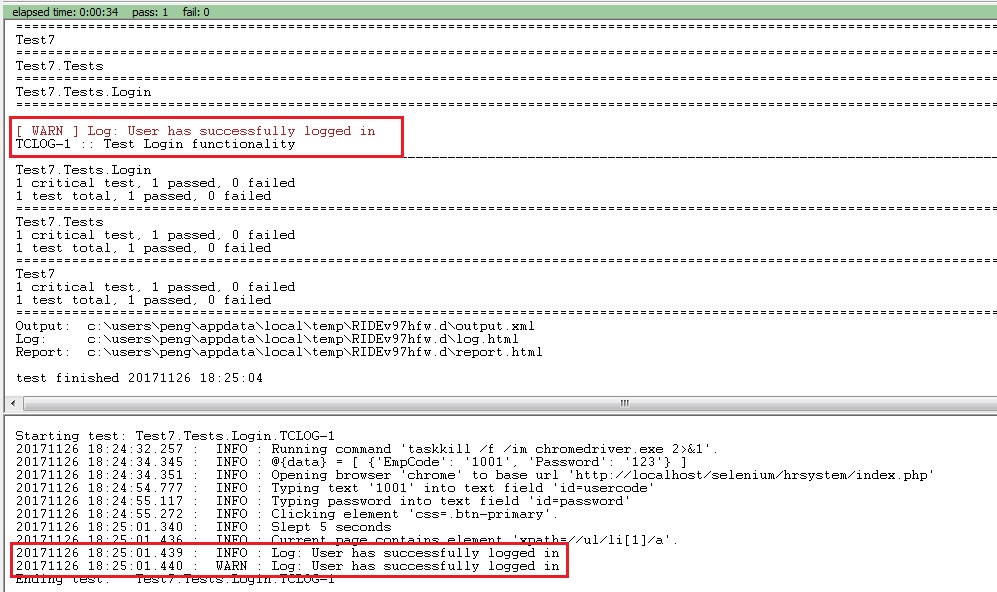 elapsed time: 0:00:34 pass: 1 fail: 0
==============================================================================
Test7
==============================================================================
Test7.Tests
==============================================================================
Test7.Tests.Login
==============================================================================
[ WARN ] Log: User has successfully logged in
TCLOG-1 :: Test Login functionality
------------------------------------------------------------------------------
Test7.Tests.Login
1 critical test, 1 passed, 0 failed
1 test total, 1 passed, 0 failed
==============================================================================
Test7.Tests
1 critical test, 1 passed, 0 failed
1 test total, 1 passed, 0 failed
==============================================================================
Test7
1 critical test, 1 passed, 0 failed
1 test total, 1 passed, 0 failed
==============================================================================
Output: c:\users\peng\appdata\local\temp\RIDEv97hfw.d\output.xml
Log: c:\users\peng\appdata\local\temp\RIDEv97hfw.d\log.html
Report: c:\users\peng\appdata\local\temp\RIDEv97hfw.d\report.html
test finished 20171126 18:25:04
Starting test: Test7.Tests.Login.TCLOG-1
20171126 18:24:32.257 : INFO : Running command 'taskkill /f /im chromedriver.exe 2>&1'.
20171126 18:24:34.345 : INFO : @{data} = [ {'EmpCode': '1001', 'Password': '123'} ]
20171126 18:24:34.351 : INFO : Opening browser 'chrome' to base url 'http://localhost/selenium/hrsystem/index.php'
20171126 18:24:54.777 : INFO : Typing text '1001' into text field 'id=usercode'
20171126 18:24:55.117 : INFO : Typing password into text field 'id=password'
20171126 18:24:55.272 : INFO : Clicking element 'css=.btn-primary'.
20171126 18:25:01.340 : INFO : Slept 5 seconds
20171126 18:25:01.436 : INFO : Current page contains element 'xpath=//ul/li[1]/a'.
20171126 18:25:01.439 : INFO : Log: User has successfully logged in
20171126 18:25:01.440 : WARN : Log: User has successfully logged in
Ending test: Test7.Tests.Login.TCLOG-1